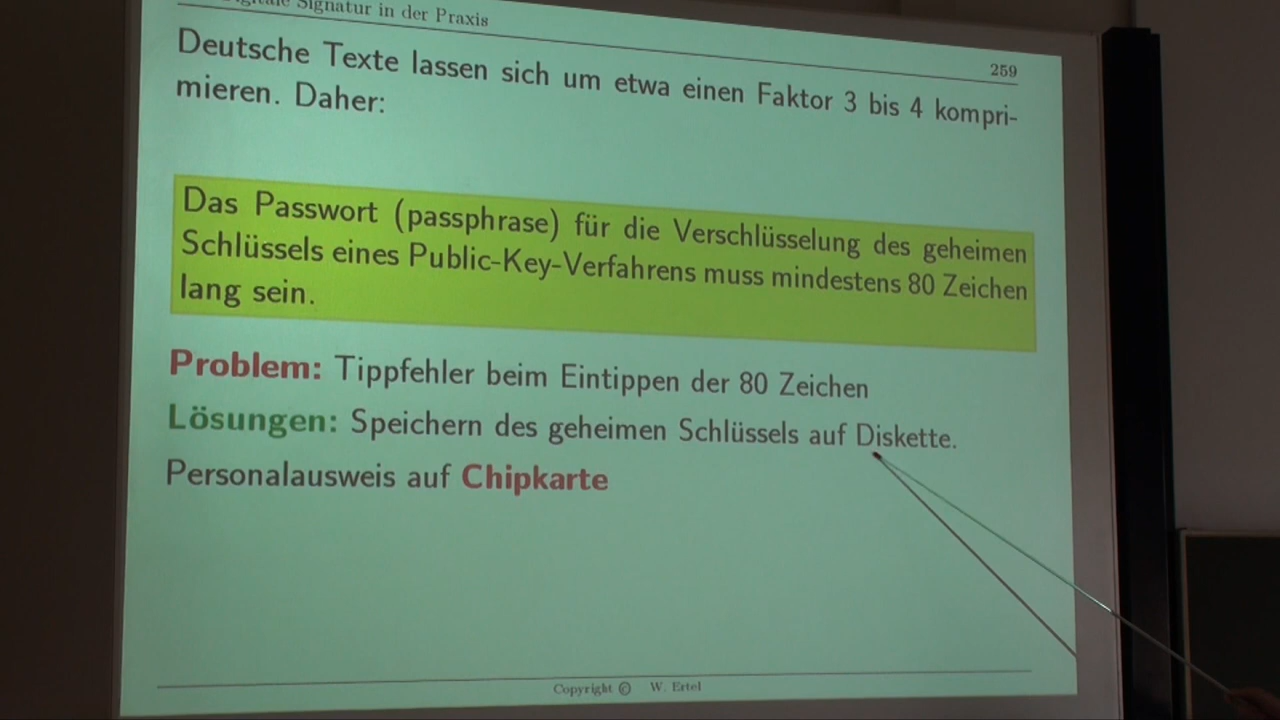 Digitale Signatur in der Praxis
259
Deutsche Texte lassen sich um etwa einen Faktor 3 bis 4 kompri-
mieren. Daher:
Das Passwort (passphrase) für die Verschlüsselung des geheimen
Schlüssels eines Public-Key-Verfahrens muss mindestens 80 Zeichen
lang sein.
Problem: Tippfehler beim Eintippen der 80 Zeichen
Lösungen: Speichern des geheimen Schlüssels auf Diskette.
Personalausweis auf Chipkarte
Copyright © W. Ertel